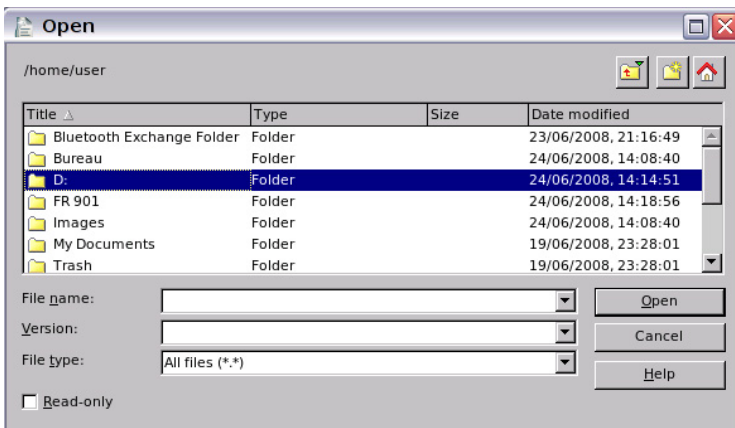 Open
/home/user
Title Type Size Date modified
Bluetooth Exchange Folder Folder 23/06/2008, 21:16:49
Bureau Folder 24/06/2008, 14:08:40
D: Folder 24/06/2008, 14:14:51
FR 901 Folder 24/06/2008, 14:18:56
Images Folder 24/06/2008, 14:08:40
My Documents Folder 19/06/2008, 23:28:01
Trash Folder 19/06/2008, 23:28:01
File name: Open
Version: Cancel
File type: All files (*.*)
Help
Read-only